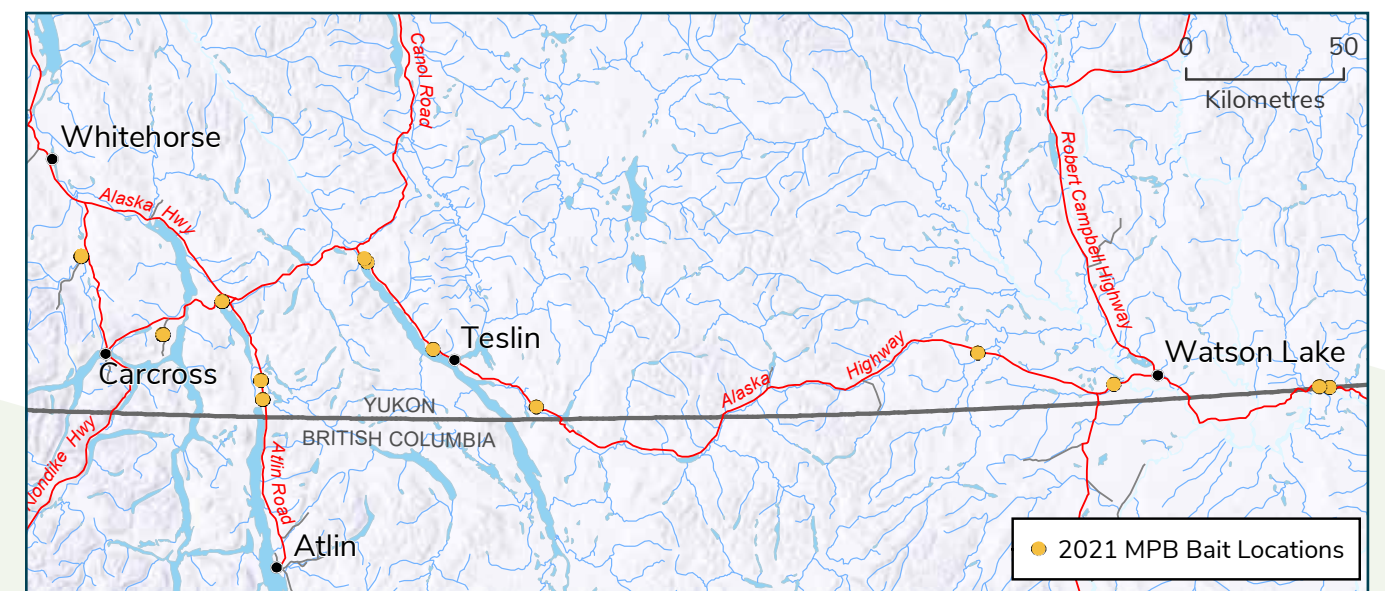 Canol Road
0 50
Kilometres
Whitehorse
Alaska Hwy
Robert Campbell Highway
Teslin
Alaska Highway
Watson Lake
Carcross
YUKON
BRITISH COLUMBIA
londike Hwy
Atlin Road
Atlin
2021 MPB Bait Locations